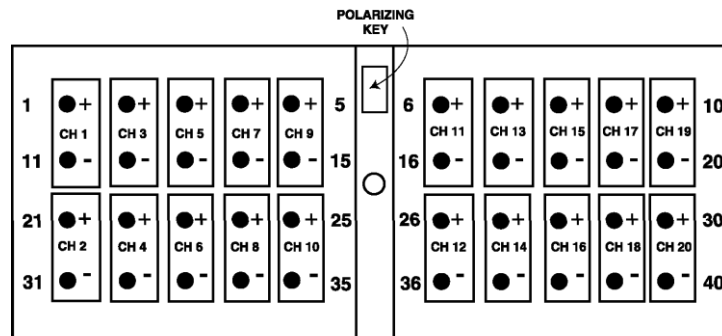 POLARIZING
KEY
1 + + + + + 5 6 + + + + + 10
CH 1 CH 3 CH 5 CH 7 CH 9 CH 11 CH 13 CH 15 CH 17 CH 19
11 - - - - - 15 16 - - - - - 20
21 + + + + + 25 26 + + + + + 30
CH 2 CH 4 CH 6 CH 8 CH 10 CH 12 CH 14 CH 16 CH 18 CH 20
31 - - - - - 35 36 - - - - - 40